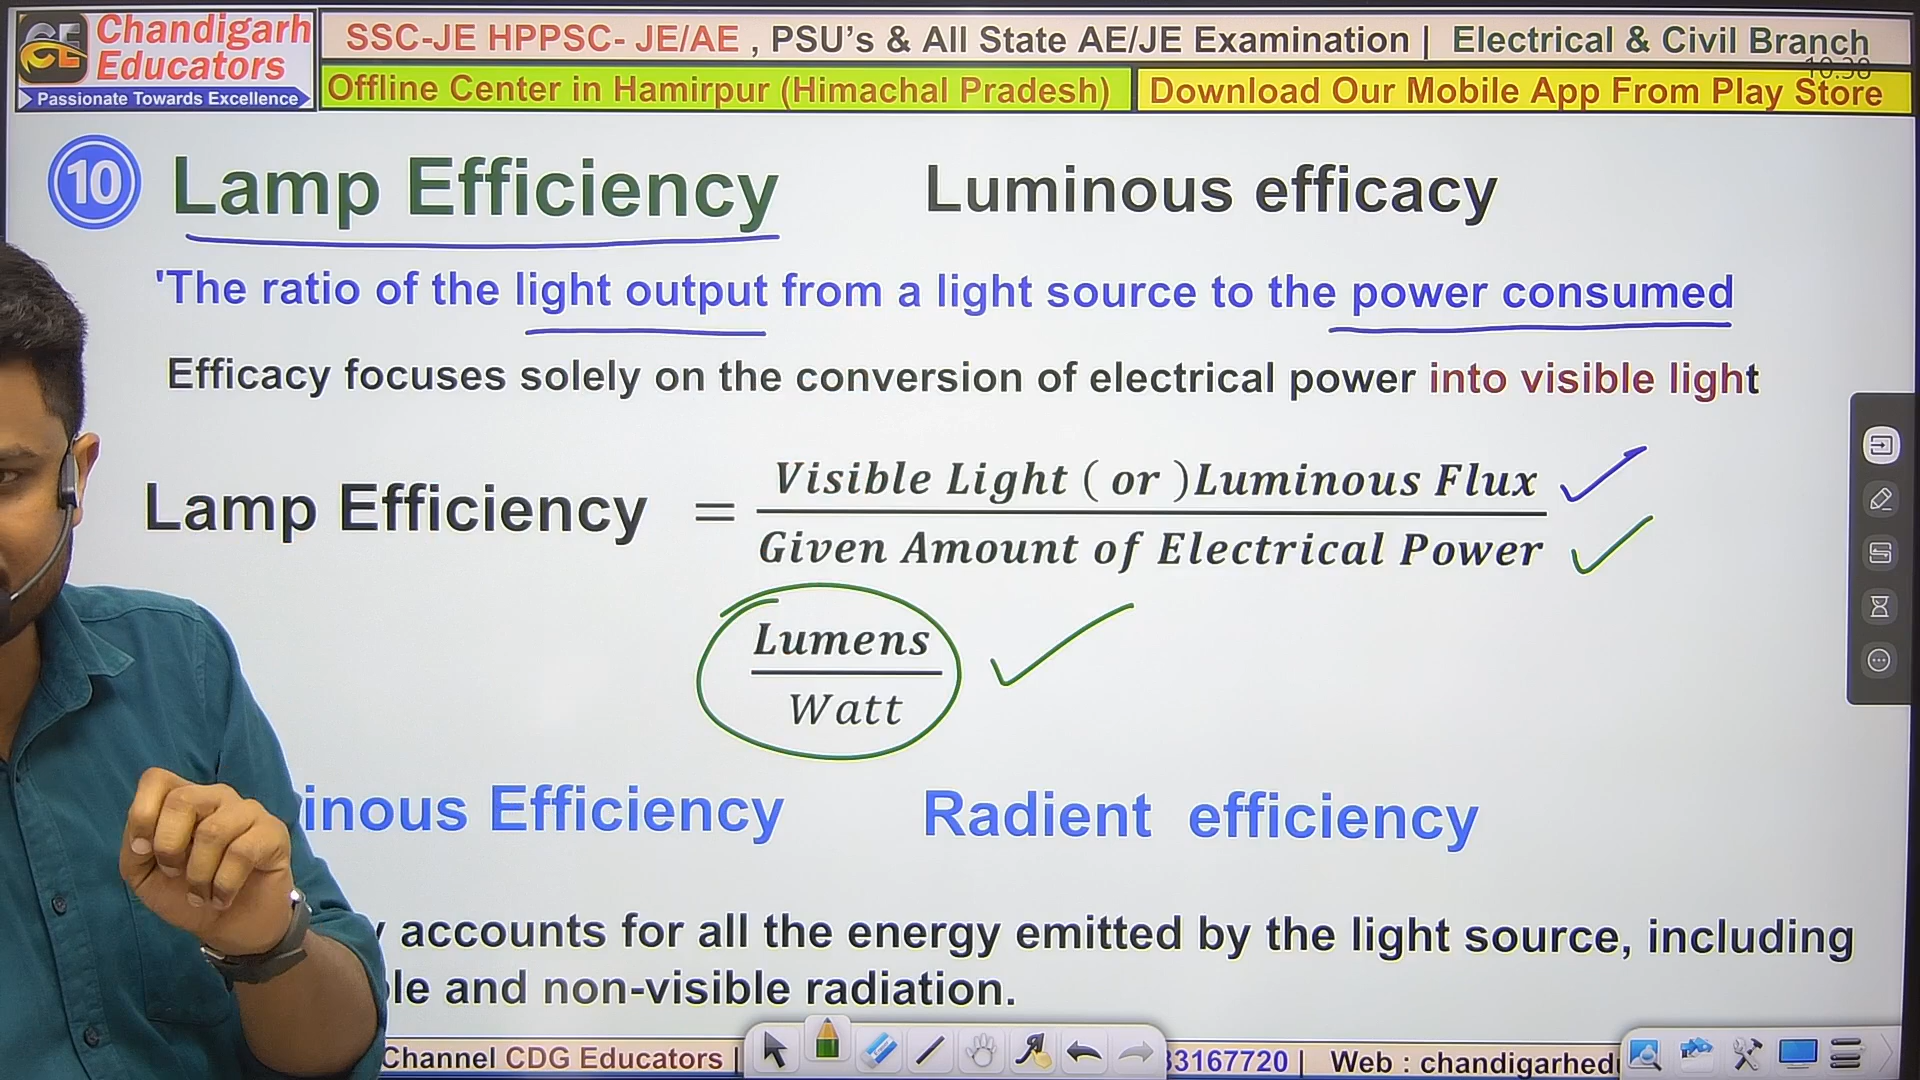 Chandigarh
Educators
Passionate Towards Excellence
SSC-JE HPPSC- JE/AE , PSU's & All State AE/JE Examination | Electrical & Civil Branch
Offline Center in Hamirpur (Himachal Pradesh)
Download Our Mobile App From Play Store
10 Lamp Efficiency Luminous efficacy
'The ratio of the light output from a light source to the power consumed
Efficacy focuses solely on the conversion of electrical power into visible light
Lamp Efficiency = Visible Light ( or )Luminous Flux
Given Amount of Electrical Power
Lumens
Watt
inous Efficiency Radient efficiency
y accounts for all the energy emitted by the light source, including
le and non-visible radiation.
Channel CDG Educators | 33167720 | Web : chandigarhed